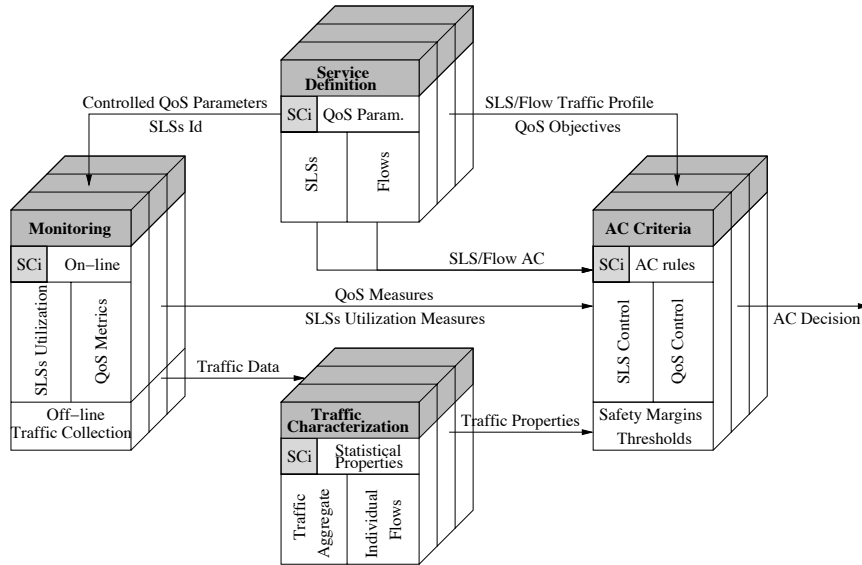 Service
Definition
SCi
QoS Param.
SLSs
Flows
Controlled QoS Parameters
SLSs Id
SLS/Flow Traffic Profile
QoS Objectives
Monitoring
SCi
On−line
SLSs Utilization
QoS Metrics
Off−line
Traffic Collection
SLS/Flow AC
QoS Measures
SLSs Utilization Measures
AC Criteria
SCi
AC rules
SLS Control
QoS Control
Safety Margins
Thresholds
AC Decision
Traffic Data
Traffic
Characterization
SCi
Statistical
Properties
Traffic
Aggregate
Individual
Flows
Traffic Properties